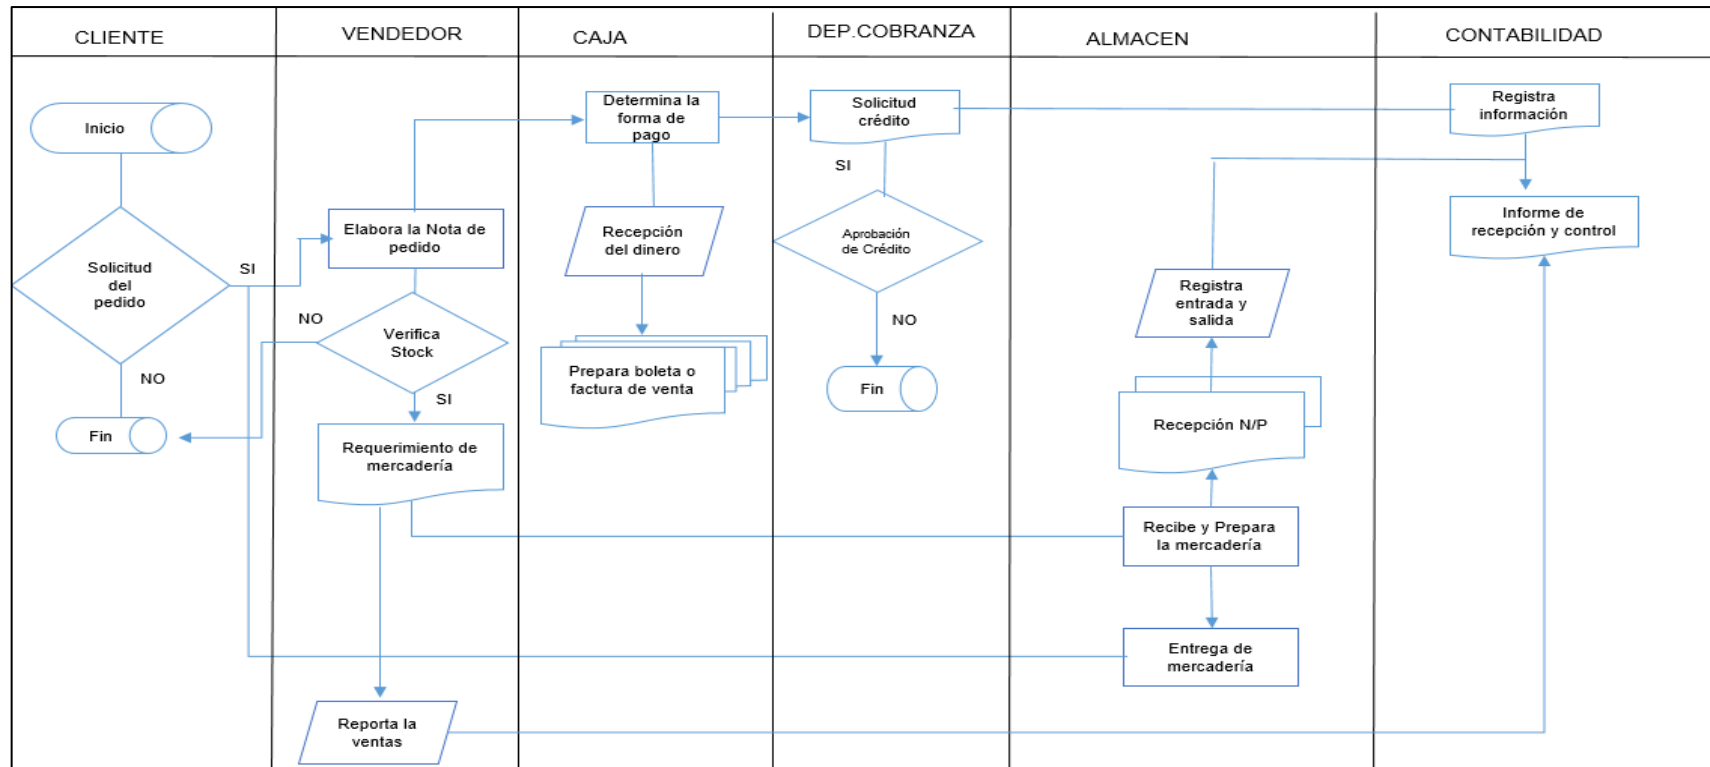 CLIENTE
VENDEDOR
CAJA
DEP.COBRANZA
ALMACEN
CONTABILIDAD
Inicio
Solicitud
del
pedido
SI
NO
Fin
Elabora la Nota de
pedido
NO
Verifica
Stock
SI
Requerimiento de
mercadería
Reporta la
ventas
Determina la
forma de
pago
Recepción
del dinero
Prepara boleta o
factura de venta
Solicitud
crédito
SI
Aprobación
de Crédito
NO
Fin
Registra
entrada y
salida
Recepción N/P
Recibe y Prepara
la mercadería
Entrega de
mercadería
Registra
información
Informe de
recepción y control